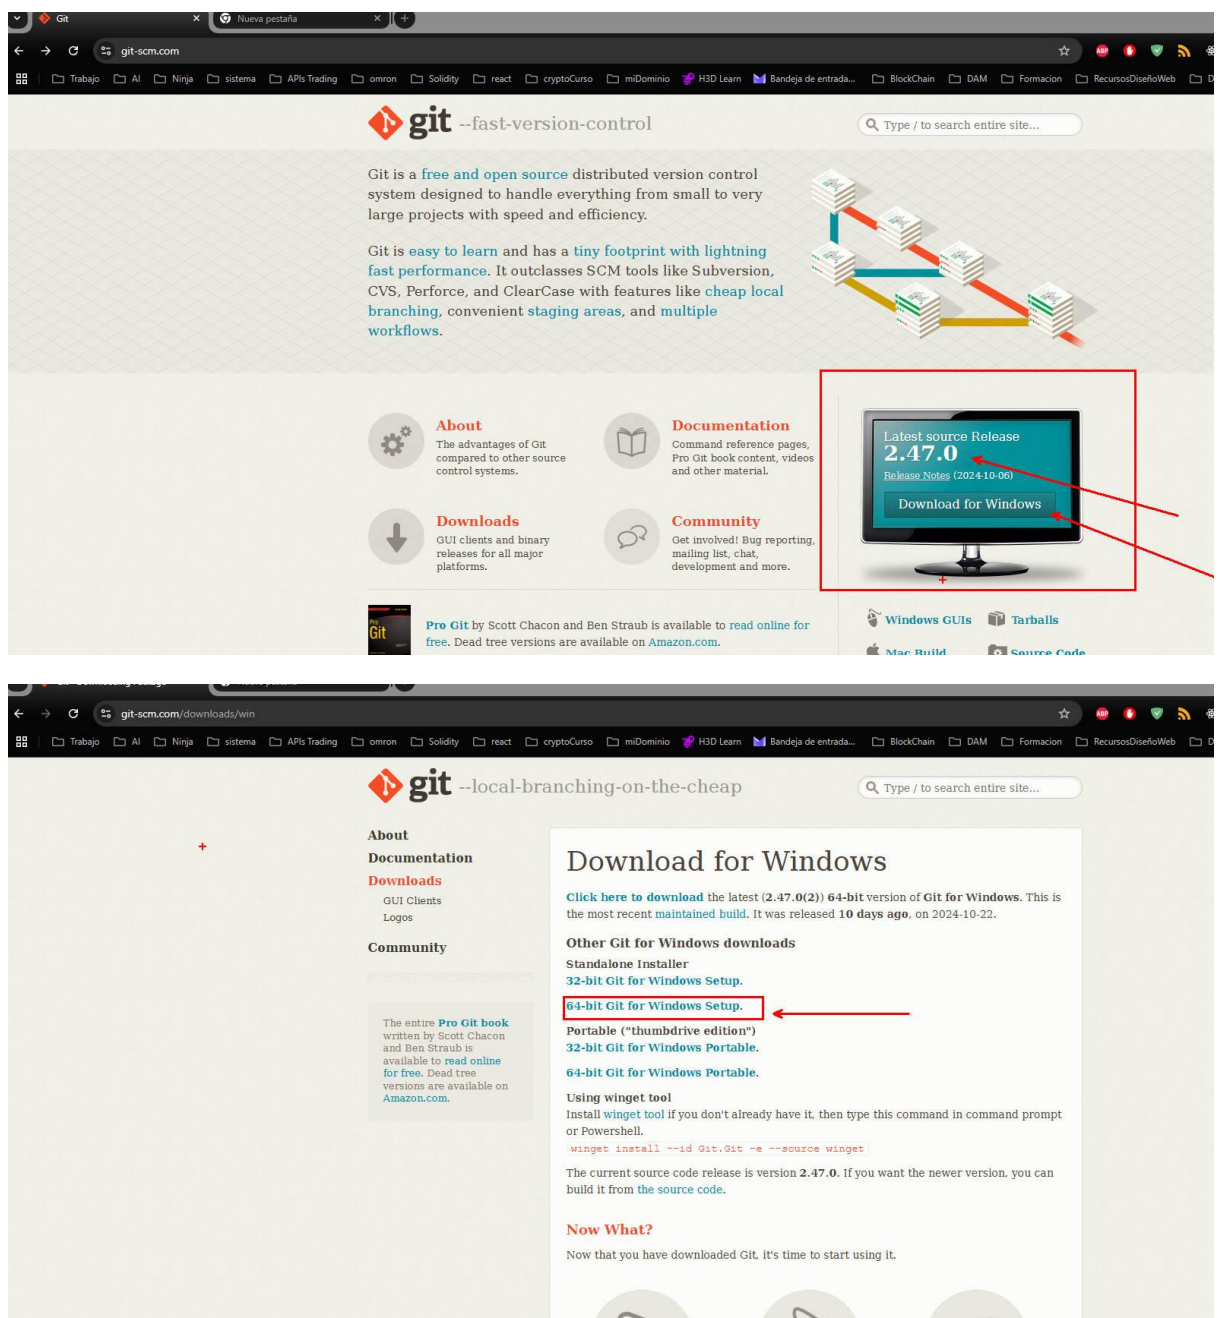 Git
Nueva pestaña
git-scm.com
Trabajo AI Ninja sistema APIs Trading omron Solidity react cryptoCurso miDominio H3D Learn Bandeja de entrada... BlockChain DAM Formacion RecursosDiseñoWeb D
git --fast-version-control
Type / to search entire site...
Git is a free and open source distributed version control
system designed to handle everything from small to very
large projects with speed and efficiency.
Git is easy to learn and has a tiny footprint with lightning
fast performance. It outclasses SCM tools like Subversion,
CVS, Perforce, and ClearCase with features like cheap local
branching, convenient staging areas, and multiple
workflows.
About
The advantages of Git
compared to other source
control systems.
Documentation
Command reference pages,
Pro Git book content, videos
and other material.
Downloads
GUI clients and binary
releases for all major
platforms.
Community
Get involved! Bug reporting,
mailing list, chat,
development and more.
Latest source Release
2.47.0
Release Notes (2024-10-06)
Download for Windows
Pro Git by Scott Chacon and Ben Straub is available to read online for
free. Dead tree versions are available on Amazon.com.
Pro
Git
Windows GUIs
Tarballs
Mac Build
Source Code
git-scm.com/downloads/win
Trabajo AI Ninja sistema APIs Trading omron Solidity react cryptoCurso miDominio H3D Learn Bandeja de entrada... BlockChain DAM Formacion RecursosDiseñoWeb D
git --local-branching-on-the-cheap
Type / to search entire site...
About
Documentation
Downloads
GUI Clients
Logos
Community
The entire Pro Git book
written by Scott Chacon
and Ben Straub is
available to read online
for free. Dead tree
versions are available on
Amazon.com.
Download for Windows
Click here to download the latest (2.47.0(2)) 64-bit version of Git for Windows. This is
the most recent maintained build. It was released 10 days ago, on 2024-10-22.
Other Git for Windows downloads
Standalone Installer
32-bit Git for Windows Setup.
64-bit Git for Windows Setup.
Portable ("thumbdrive edition")
32-bit Git for Windows Portable.
64-bit Git for Windows Portable.
Using winget tool
Install winget tool if you don't already have it, then type this command in command prompt
or Powershell.
winget install --id Git.Git -e --source winget
The current source code release is version 2.47.0. If you want the newer version, you can
build it from the source code.
Now What?
Now that you have downloaded Git, it's time to start using it.